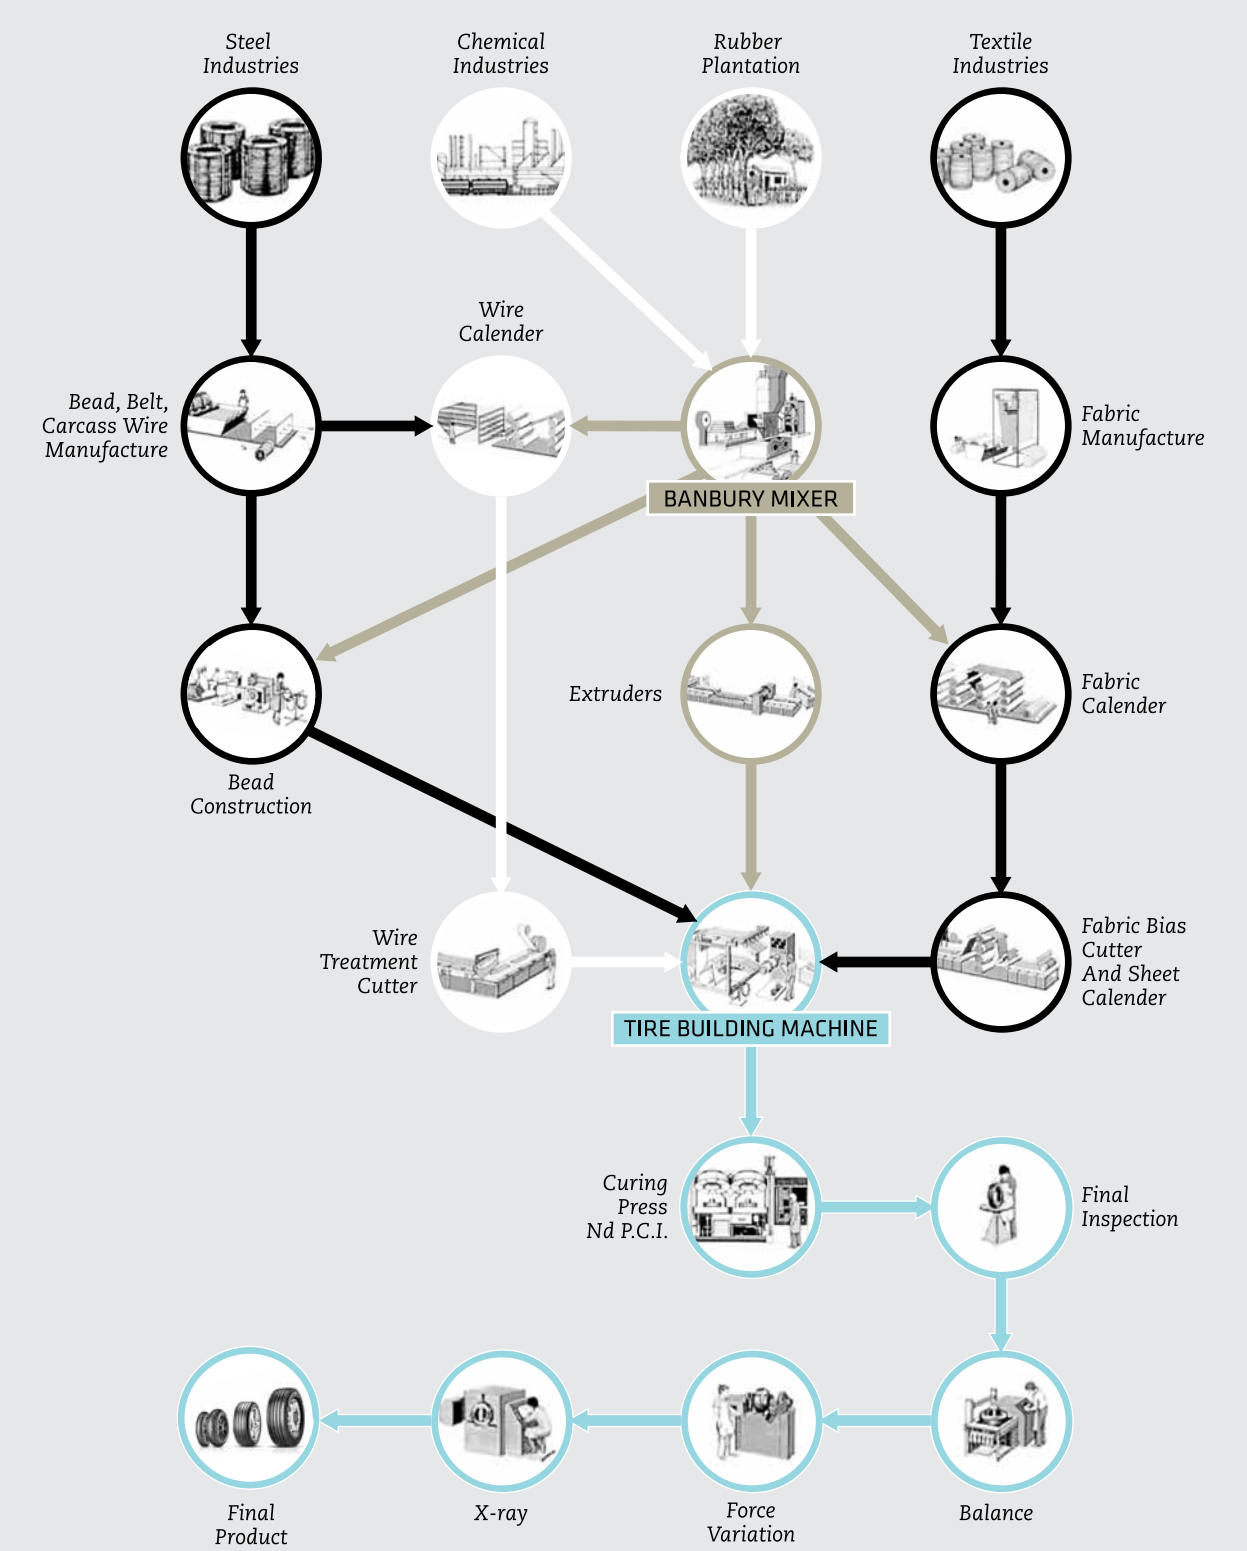 Steel
Industries
Chemical
Industries
Rubber
Plantation
Textile
Industries
Wire
Calender
Bead, Belt,
Carcass Wire
Manufacture
Fabric
Manufacture
BANBURY MIXER
Extruders
Fabric
Calender
Bead
Construction
Wire
Treatment
Cutter
Fabric Bias
Cutter
And Sheet
Calender
TIRE BUILDING MACHINE
Curing
Press
Nd P.C.I.
Final
Inspection
Final
Product
X-ray
Force
Variation
Balance